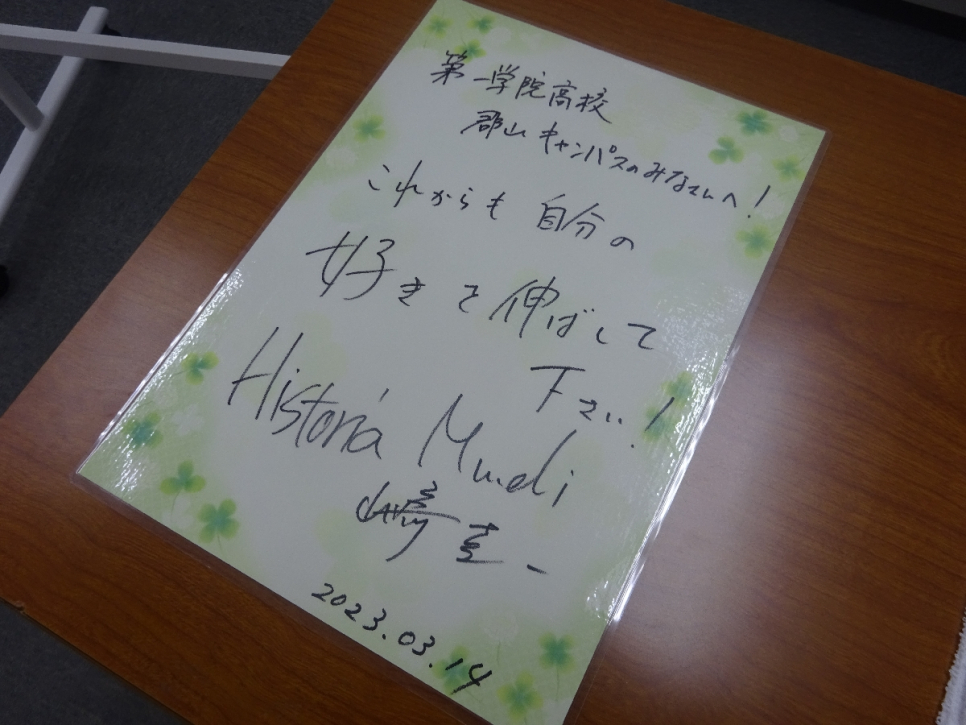 第一学院高校
郡山キャンパスのみなさんへ!
これからも自分の
好きを伸ばして
下さい!
Historia Mundi
山﨑圭一
2023.03.14